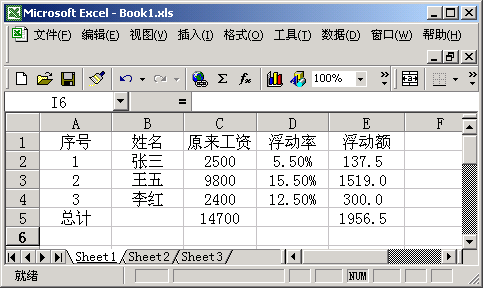 Microsoft Excel - Book1.xls
文件(F) 编辑(E) 视图(V) 插入(I) 格式(O) 工具(T) 数据(D) 窗口(W) 帮助(H)
Σ 100% »
I6 =
A B C D E F
1 序号 姓名 原来工资 浮动率 浮动额
2 1 张三 2500 5.50% 137.5
3 2 王五 9800 15.50% 1519.0
4 3 李红 2400 12.50% 300.0
5 总计 14700 1956.5
6
Sheet1 Sheet2 Sheet3
就绪 NUM